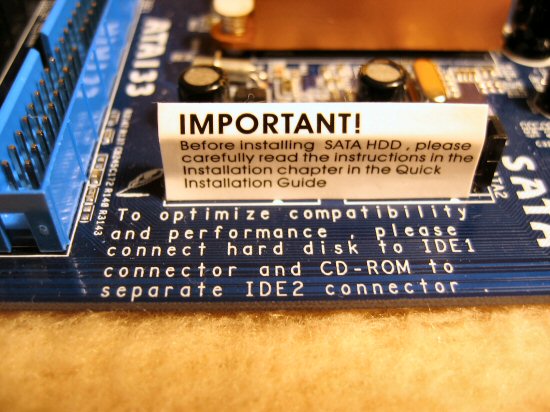 ATA133
IMPORTANT!
Before installing SATA HDD , please
carefully read the instructions in the
Installation chapter in the Quick
Installation Guide
SATA
To optimize compatibility
and performance , please
connect hard disk to IDE1
connector and CD-ROM to
separate IDE2 connector .